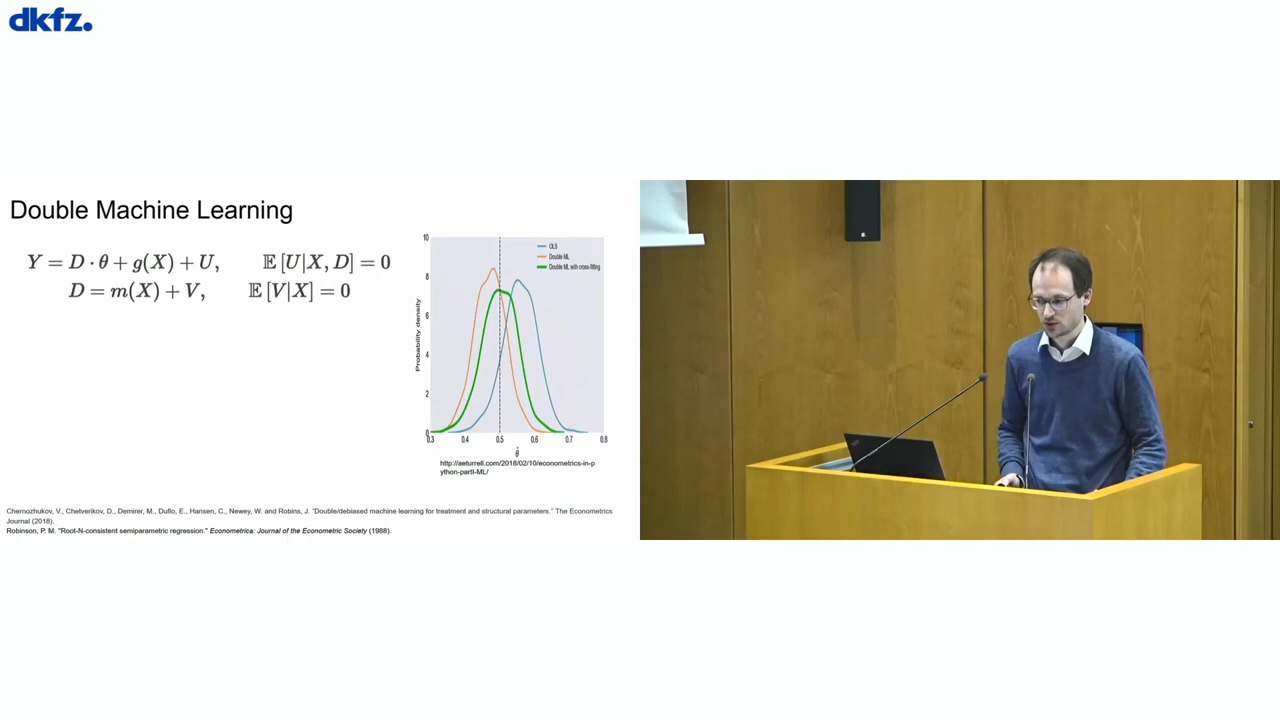 dkfz.
Double Machine Learning
Y = D · θ + g(X) + U, 𝔼 [U|X, D] = 0
D = m(X) + V, 𝔼 [V|X] = 0
10
8
6
4
2
0
Probability density
OLS
Double ML
Double ML with cross-fitting
0.3 0.4 0.5 0.6 0.7 0.8
θ̂
http://aeturrell.com/2018/02/10/econometrics-in-p
ython-partI-ML/
Chernozhukov, V., Chetverikov, D., Demirer, M., Duflo, E., Hansen, C., Newey, W. and Robins, J. "Double/debiased machine learning for treatment and structural parameters." The Econometrics
Journal (2018).
Robinson, P. M. "Root-N-consistent semiparametric regression." Econometrica: Journal of the Econometric Society (1988).